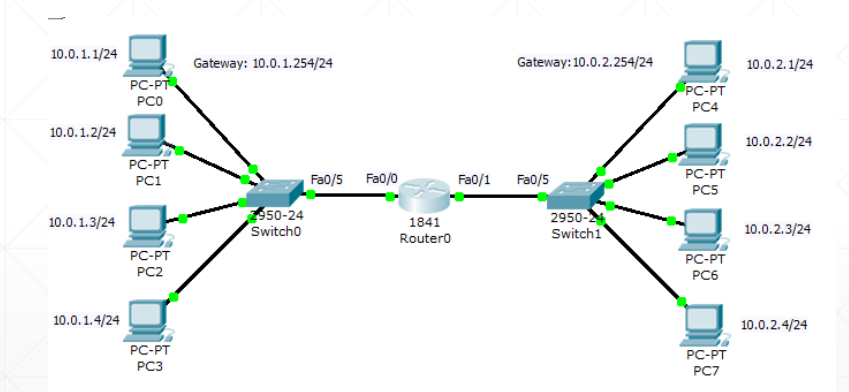 10.0.1.1/24
PC-PT
PC0
Gateway: 10.0.1.254/24
Gateway:10.0.2.254/24
PC-PT
PC4
10.0.2.1/24
10.0.1.2/24
PC-PT
PC1
PC-PT
PC5
10.0.2.2/24
Fa0/5
Fa0/0
Fa0/1
Fa0/5
2950-24
Switch0
1841
Router0
2950-24
Switch1
10.0.1.3/24
PC-PT
PC2
PC-PT
PC6
10.0.2.3/24
10.0.1.4/24
PC-PT
PC3
PC-PT
PC7
10.0.2.4/24